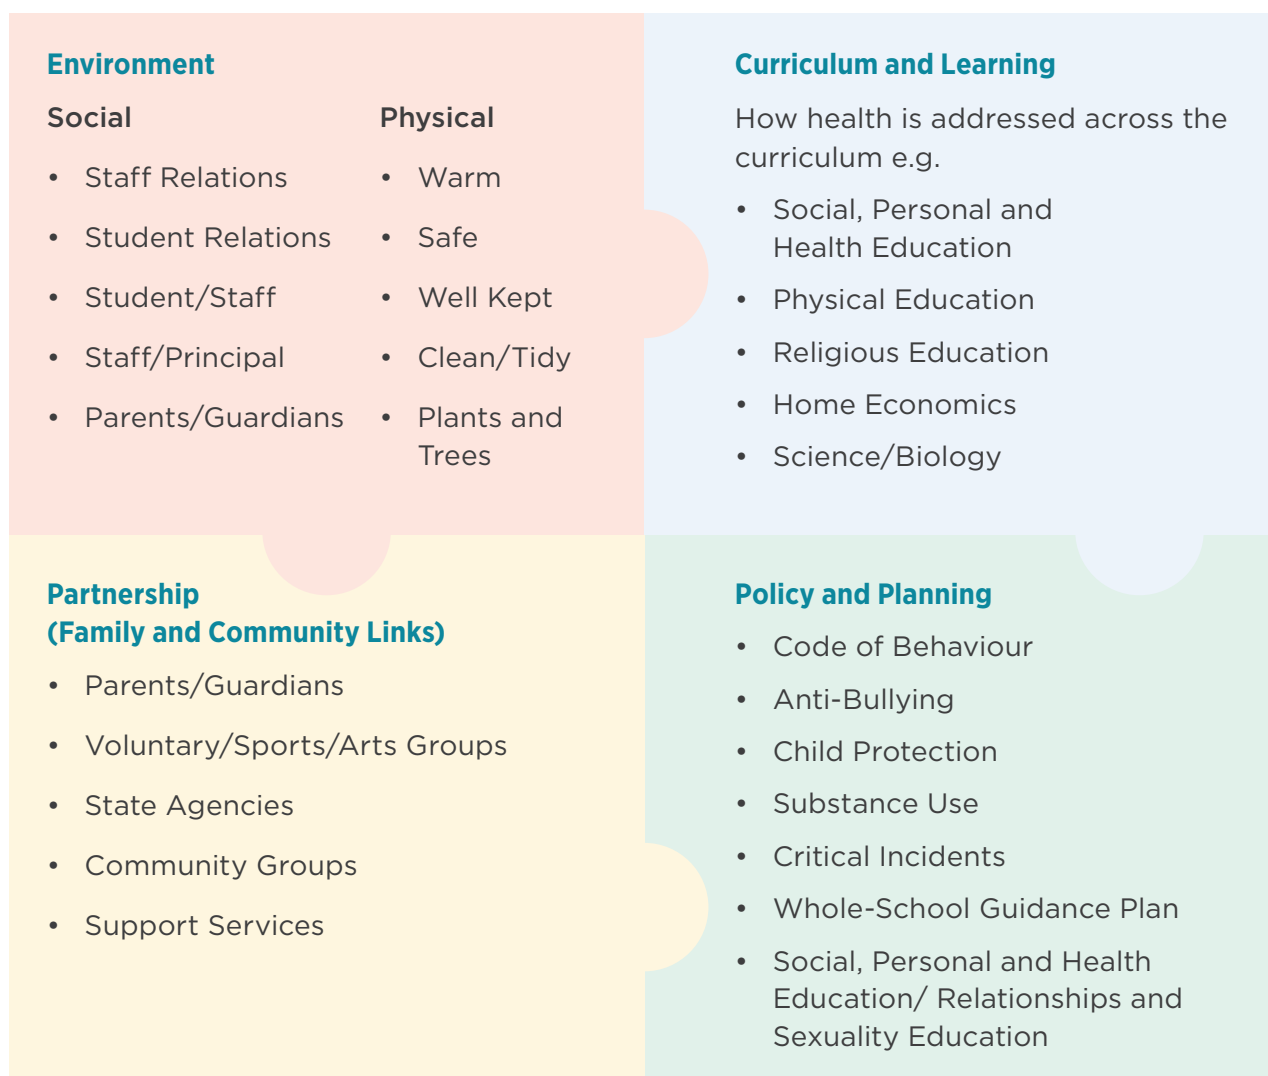 Environment
Social
• Staff Relations
• Student Relations
• Student/Staff
• Staff/Principal
• Parents/Guardians
Physical
• Warm
• Safe
• Well Kept
• Clean/Tidy
• Plants and
Trees
Curriculum and Learning
How health is addressed across the
curriculum e.g.
• Social, Personal and
Health Education
• Physical Education
• Religious Education
• Home Economics
• Science/Biology
Partnership
(Family and Community Links)
• Parents/Guardians
• Voluntary/Sports/Arts Groups
• State Agencies
• Community Groups
• Support Services
Policy and Planning
• Code of Behaviour
• Anti-Bullying
• Child Protection
• Substance Use
• Critical Incidents
• Whole-School Guidance Plan
• Social, Personal and Health
Education/ Relationships and
Sexuality Education